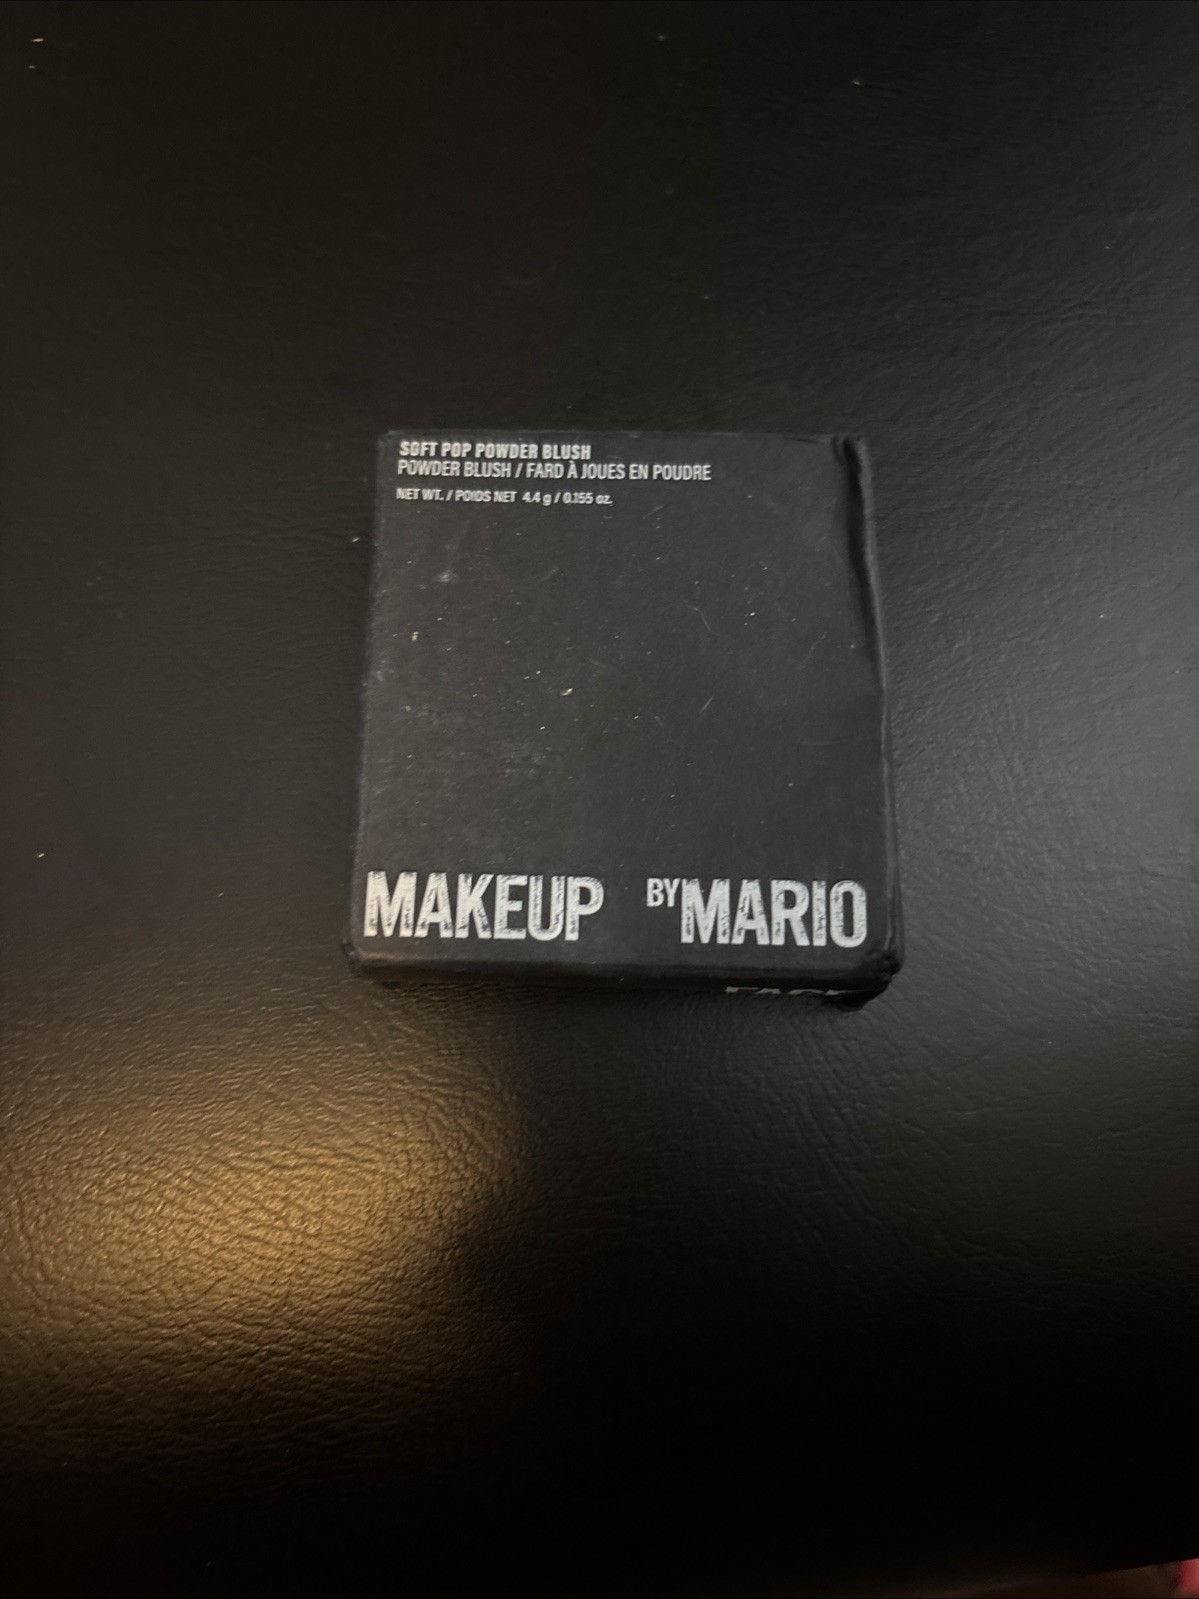 SOFT POP POWDER BLUSH
POWDER BLUSH / FARD À JOUES EN POUDRE
NET WT. / POIDS NET 4.4 g / 0.155 oz.
MAKEUP BY MARIO